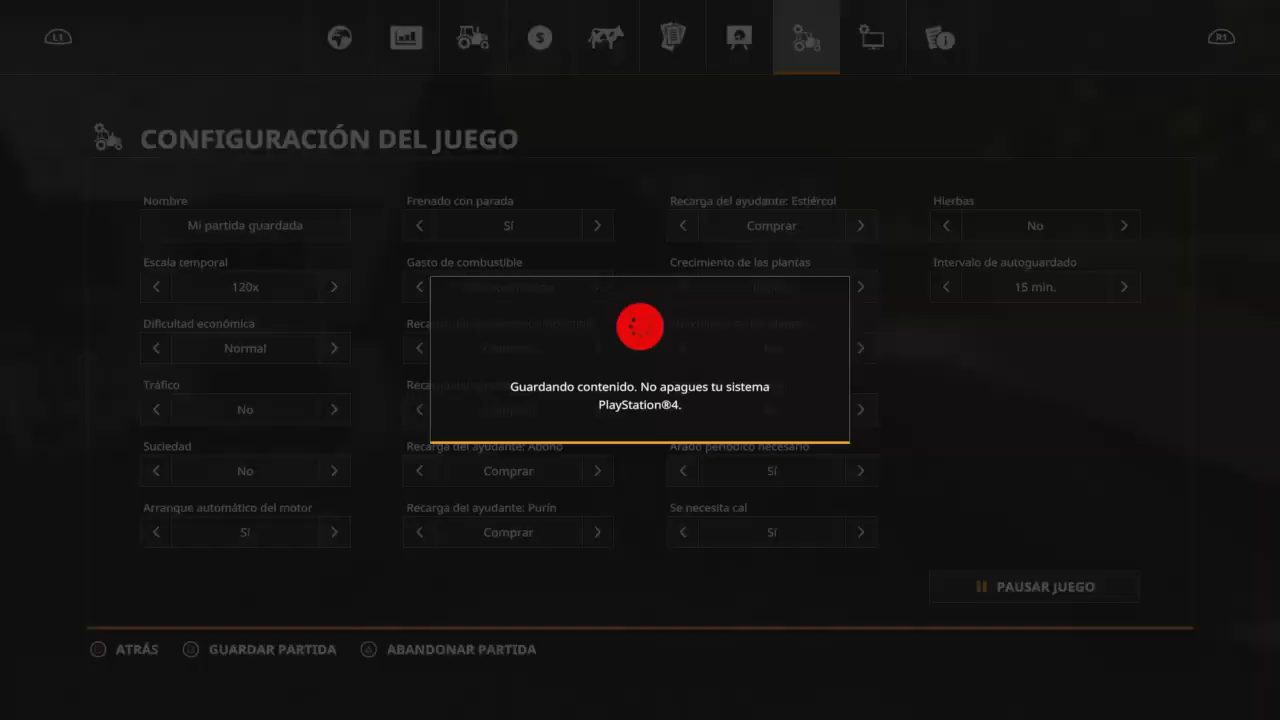 L1
R1
CONFIGURACIÓN DEL JUEGO
Nombre
Mi partida guardada
Escala temporal
120x
Dificultad económica
Normal
Tráfico
No
Suciedad
No
Arranque automático del motor
Sí
Frenado con parada
Sí
Gasto de combustible
Recarga del ayudante: Abono
Comprar
Recarga del ayudante: Purín
Comprar
Recarga del ayudante: Estiércol
Comprar
Crecimiento de las plantas
Arado periódico necesario
Sí
Se necesita cal
Sí
Hierbas
No
Intervalo de autoguardado
15 min.
Guardando contenido. No apagues tu sistema
PlayStation®4.
PAUSAR JUEGO
ATRÁS
GUARDAR PARTIDA
ABANDONAR PARTIDA